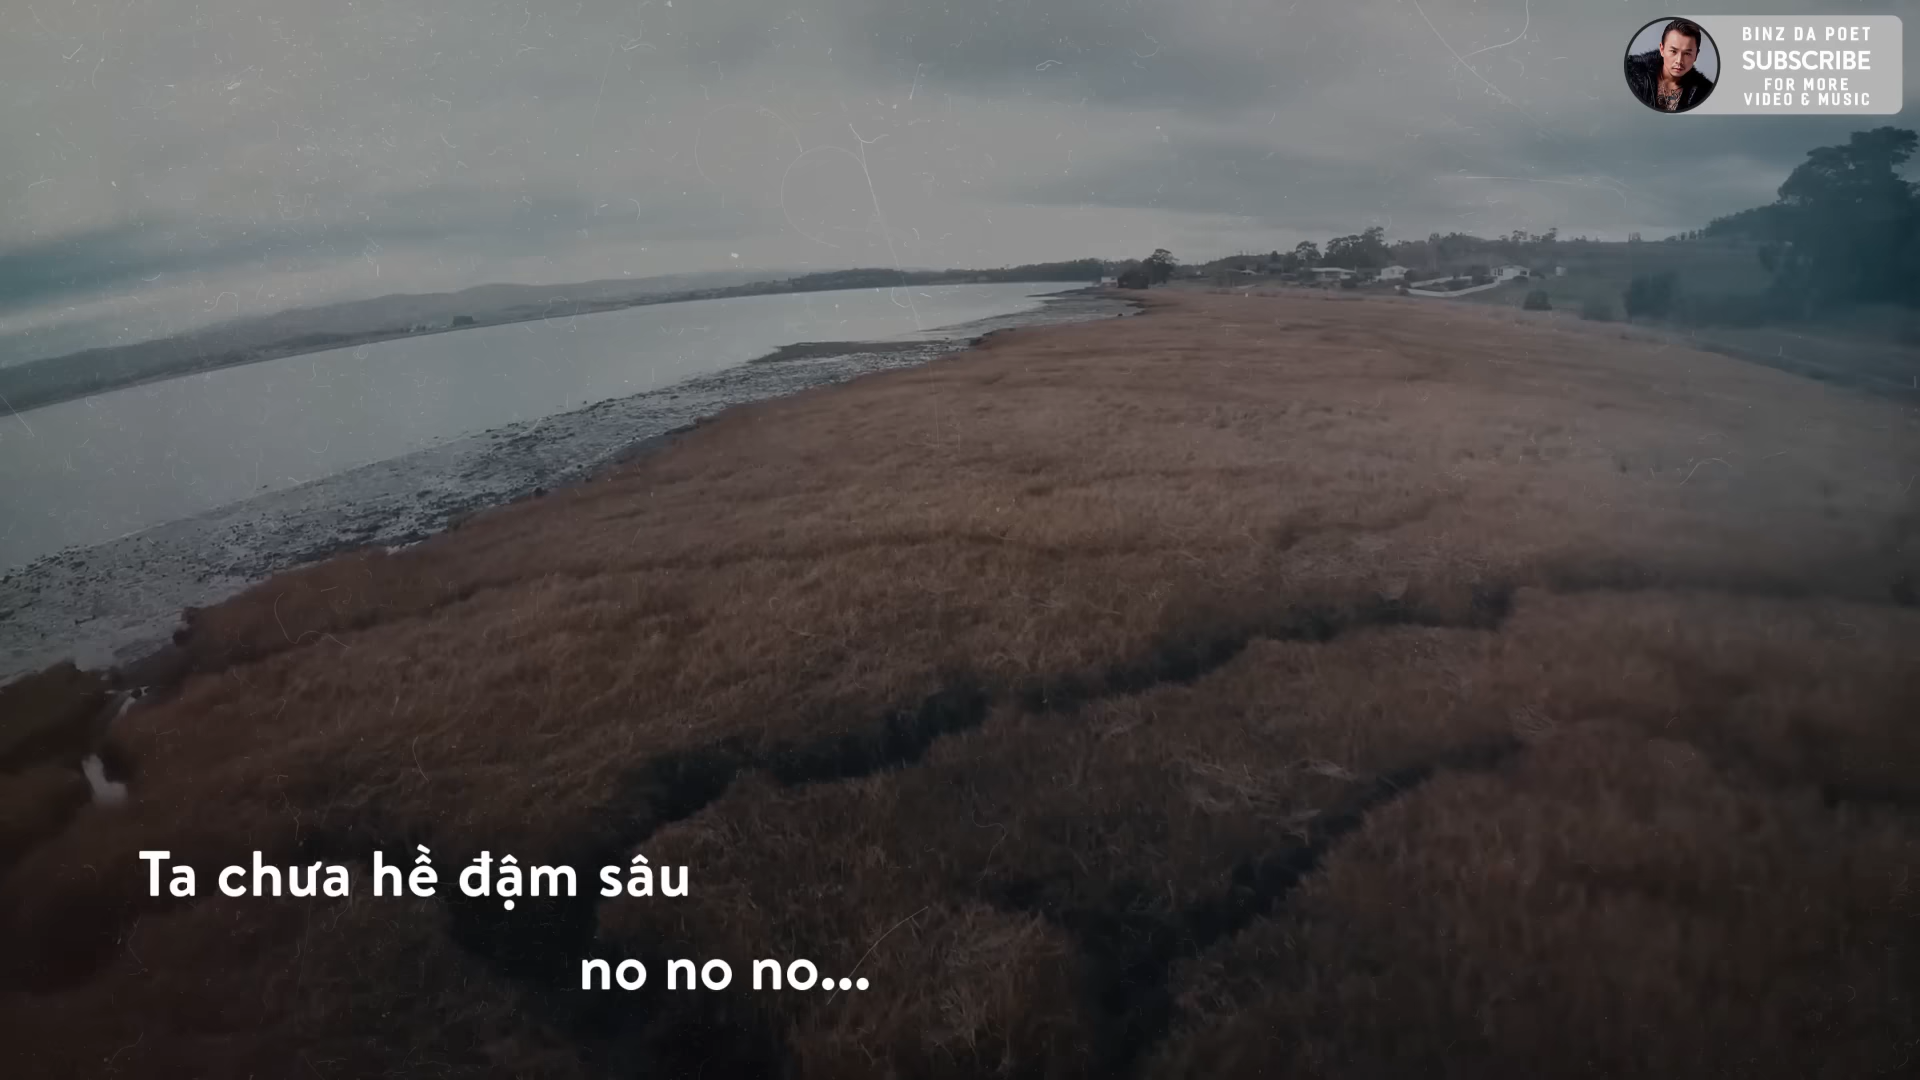 BINZ DA POET
SUBSCRIBE
FOR MORE
VIDEO & MUSIC
Ta chưa hề đậm sâu
no no no...